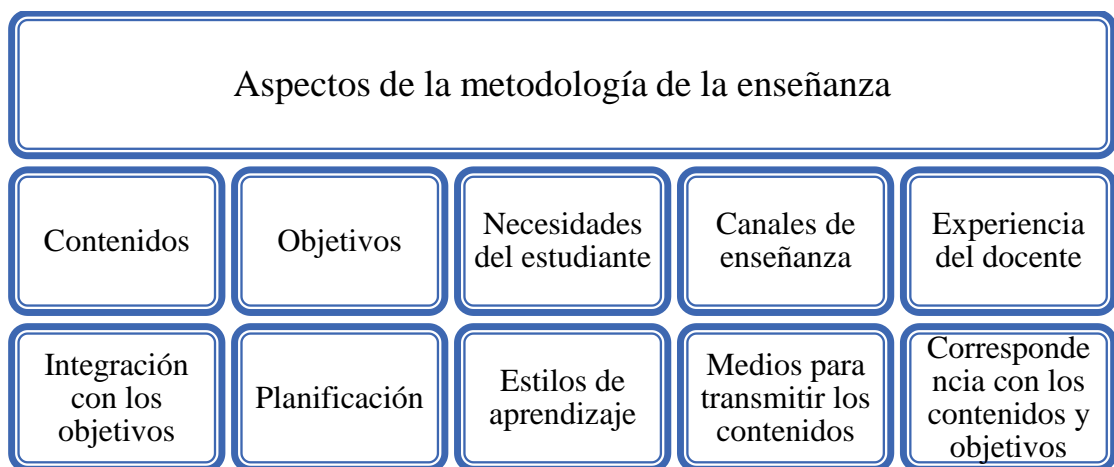 Aspectos de la metodología de la enseñanza
Contenidos
Objetivos
Necesidades
del estudiante
Canales de
enseñanza
Experiencia
del docente
Integración
con los
objetivos
Planificación
Estilos de
aprendizaje
Medios para
transmitir los
contenidos
Corresponde
ncia con los
contenidos y
objetivos